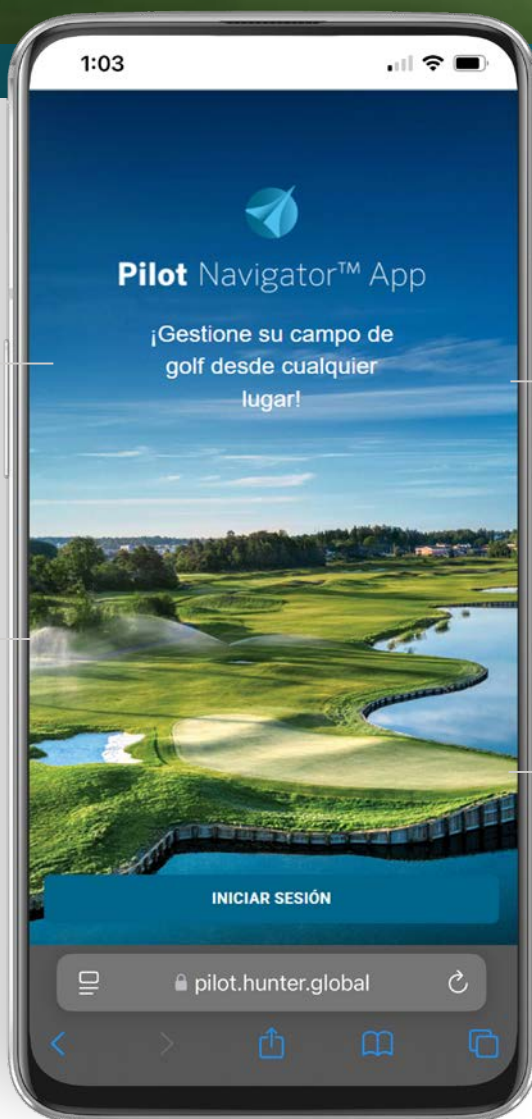 1:03
Pilot Navigator™ App
¡Gestione su campo de
golf desde cualquier
lugar!
INICIAR SESIÓN
pilot.hunter.global